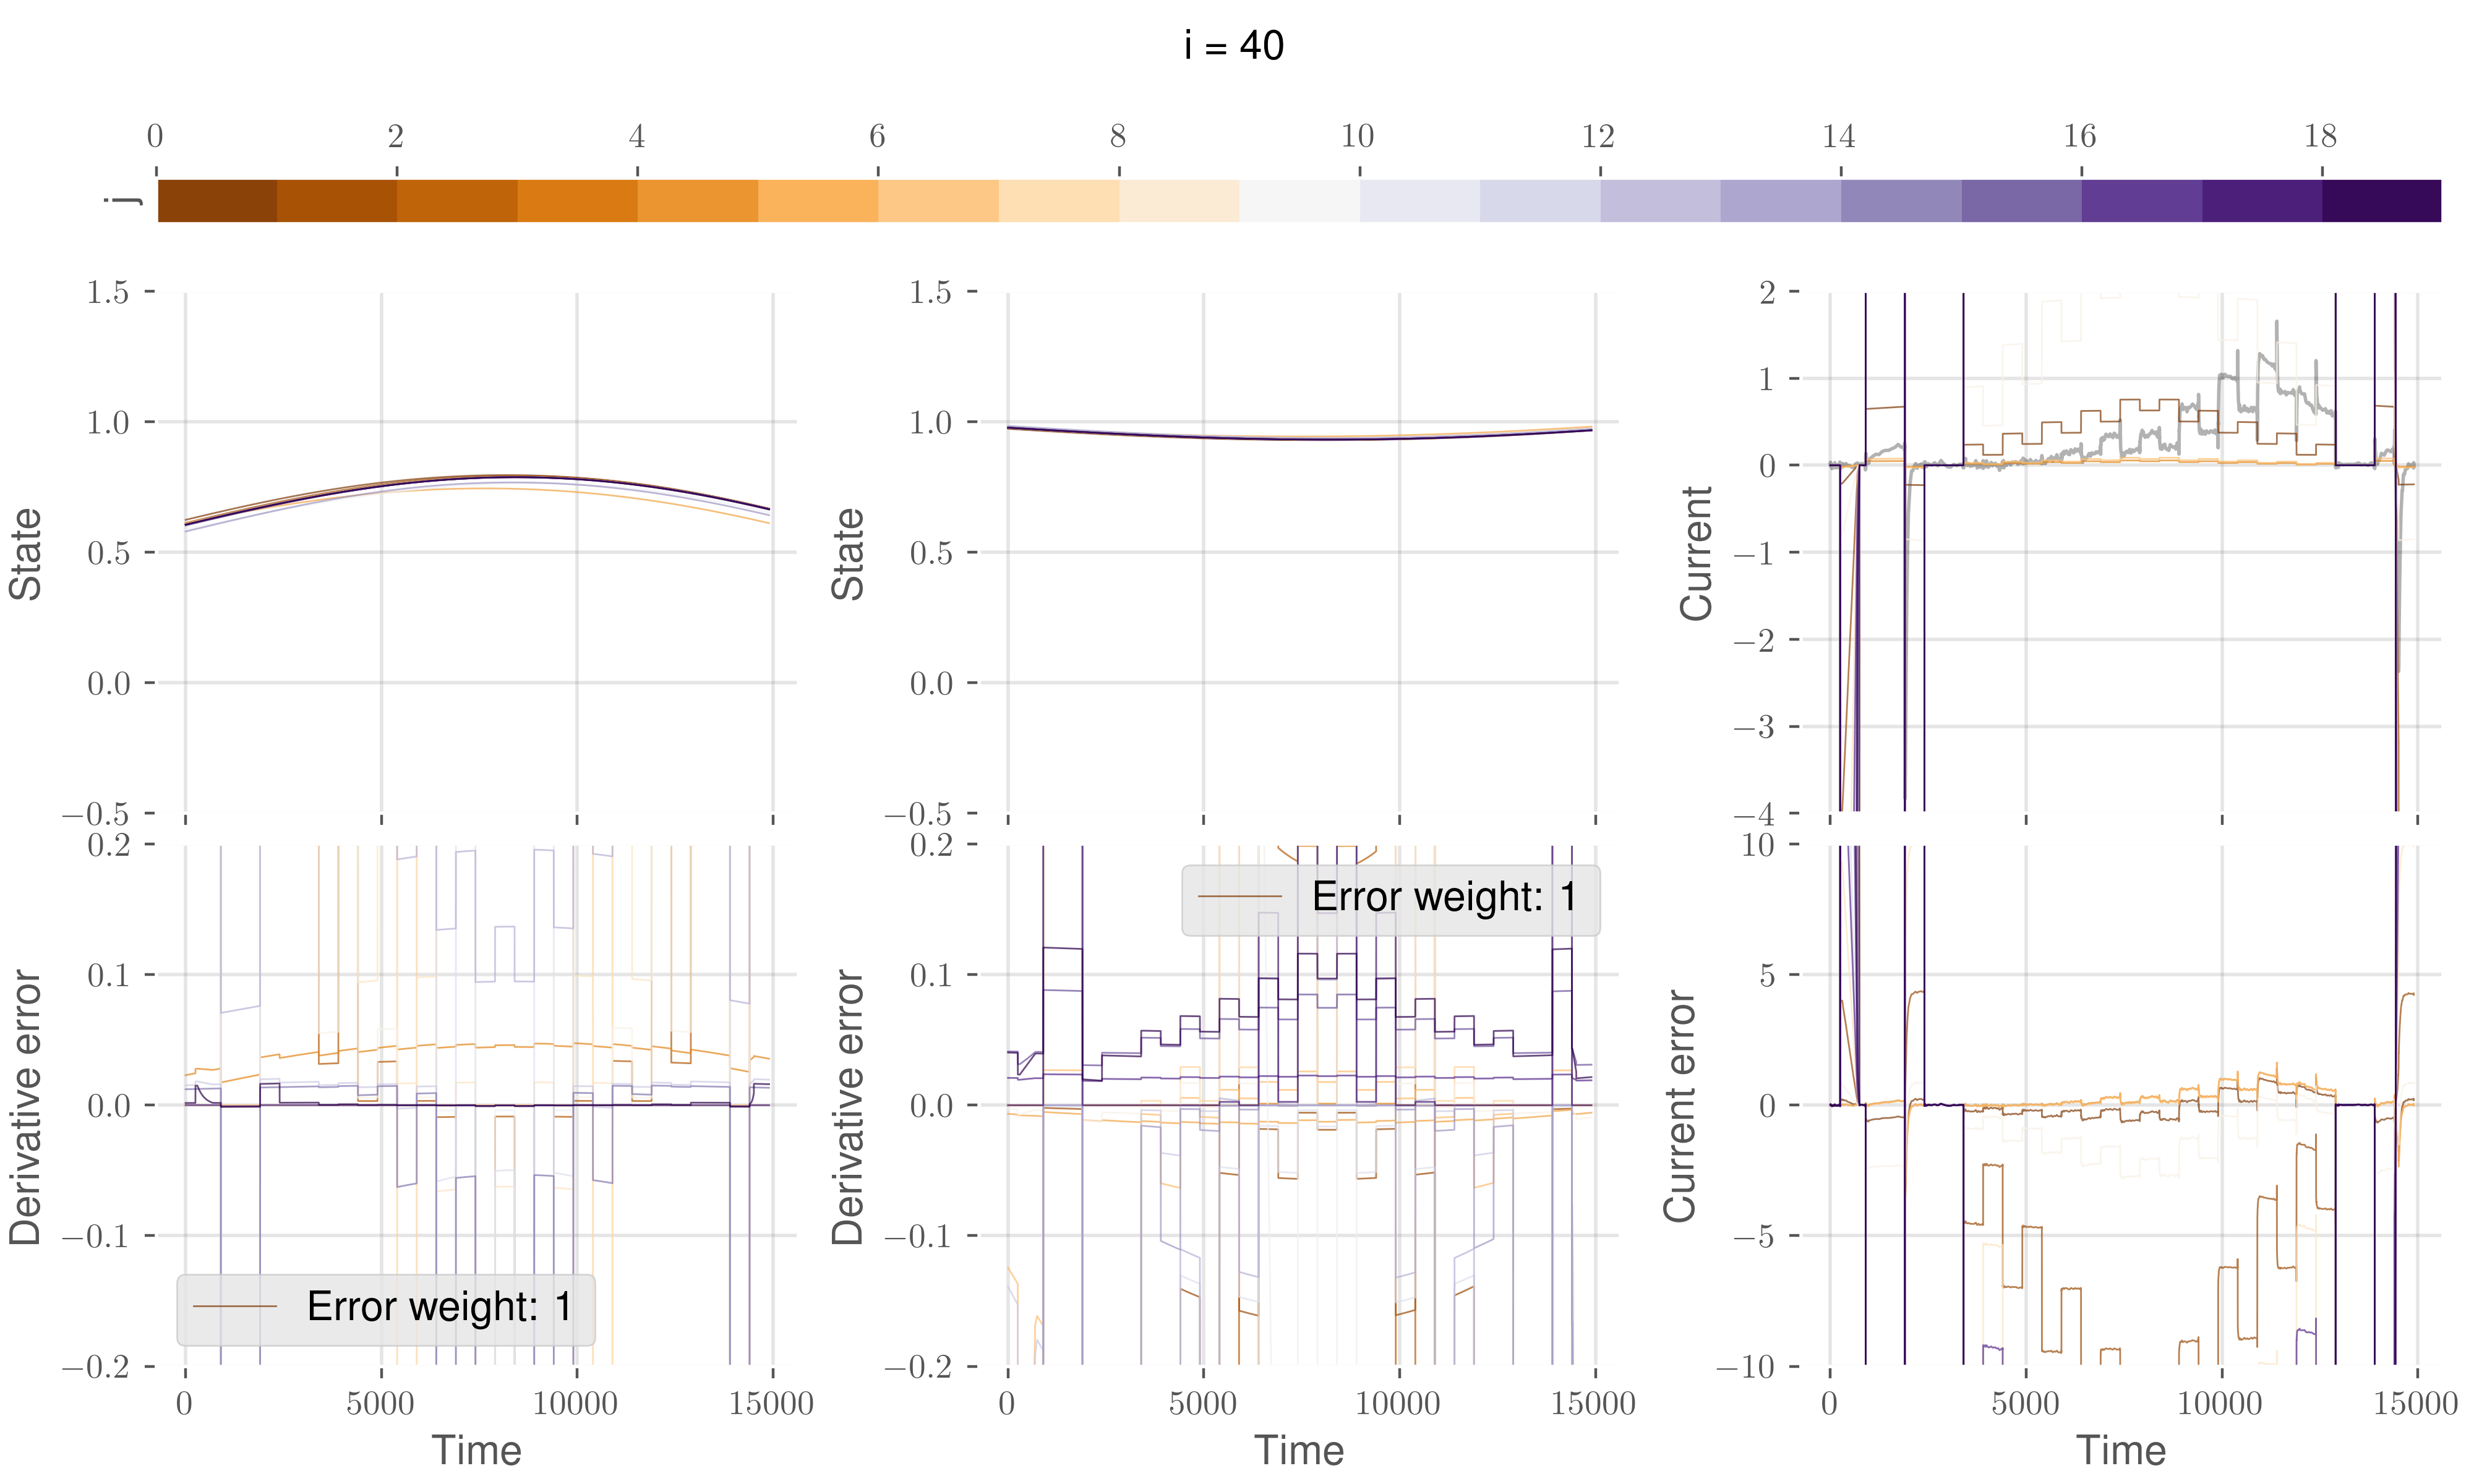 i = 40
0 2 4 6 8 10 12 14 16 18
j
1.5 1.0 0.5 0.0 −0.5
State
1.5 1.0 0.5 0.0 −0.5
State
2 1 0 −1 −2 −3 −4
Current
0.2 0.1 0.0 −0.1 −0.2
Derivative error
Error weight: 1
0 5000 10000 15000
Time
0.2 0.1 0.0 −0.1 −0.2
Derivative error
Error weight: 1
0 5000 10000 15000
Time
10 5 0 −5 −10
Current error
0 5000 10000 15000
Time